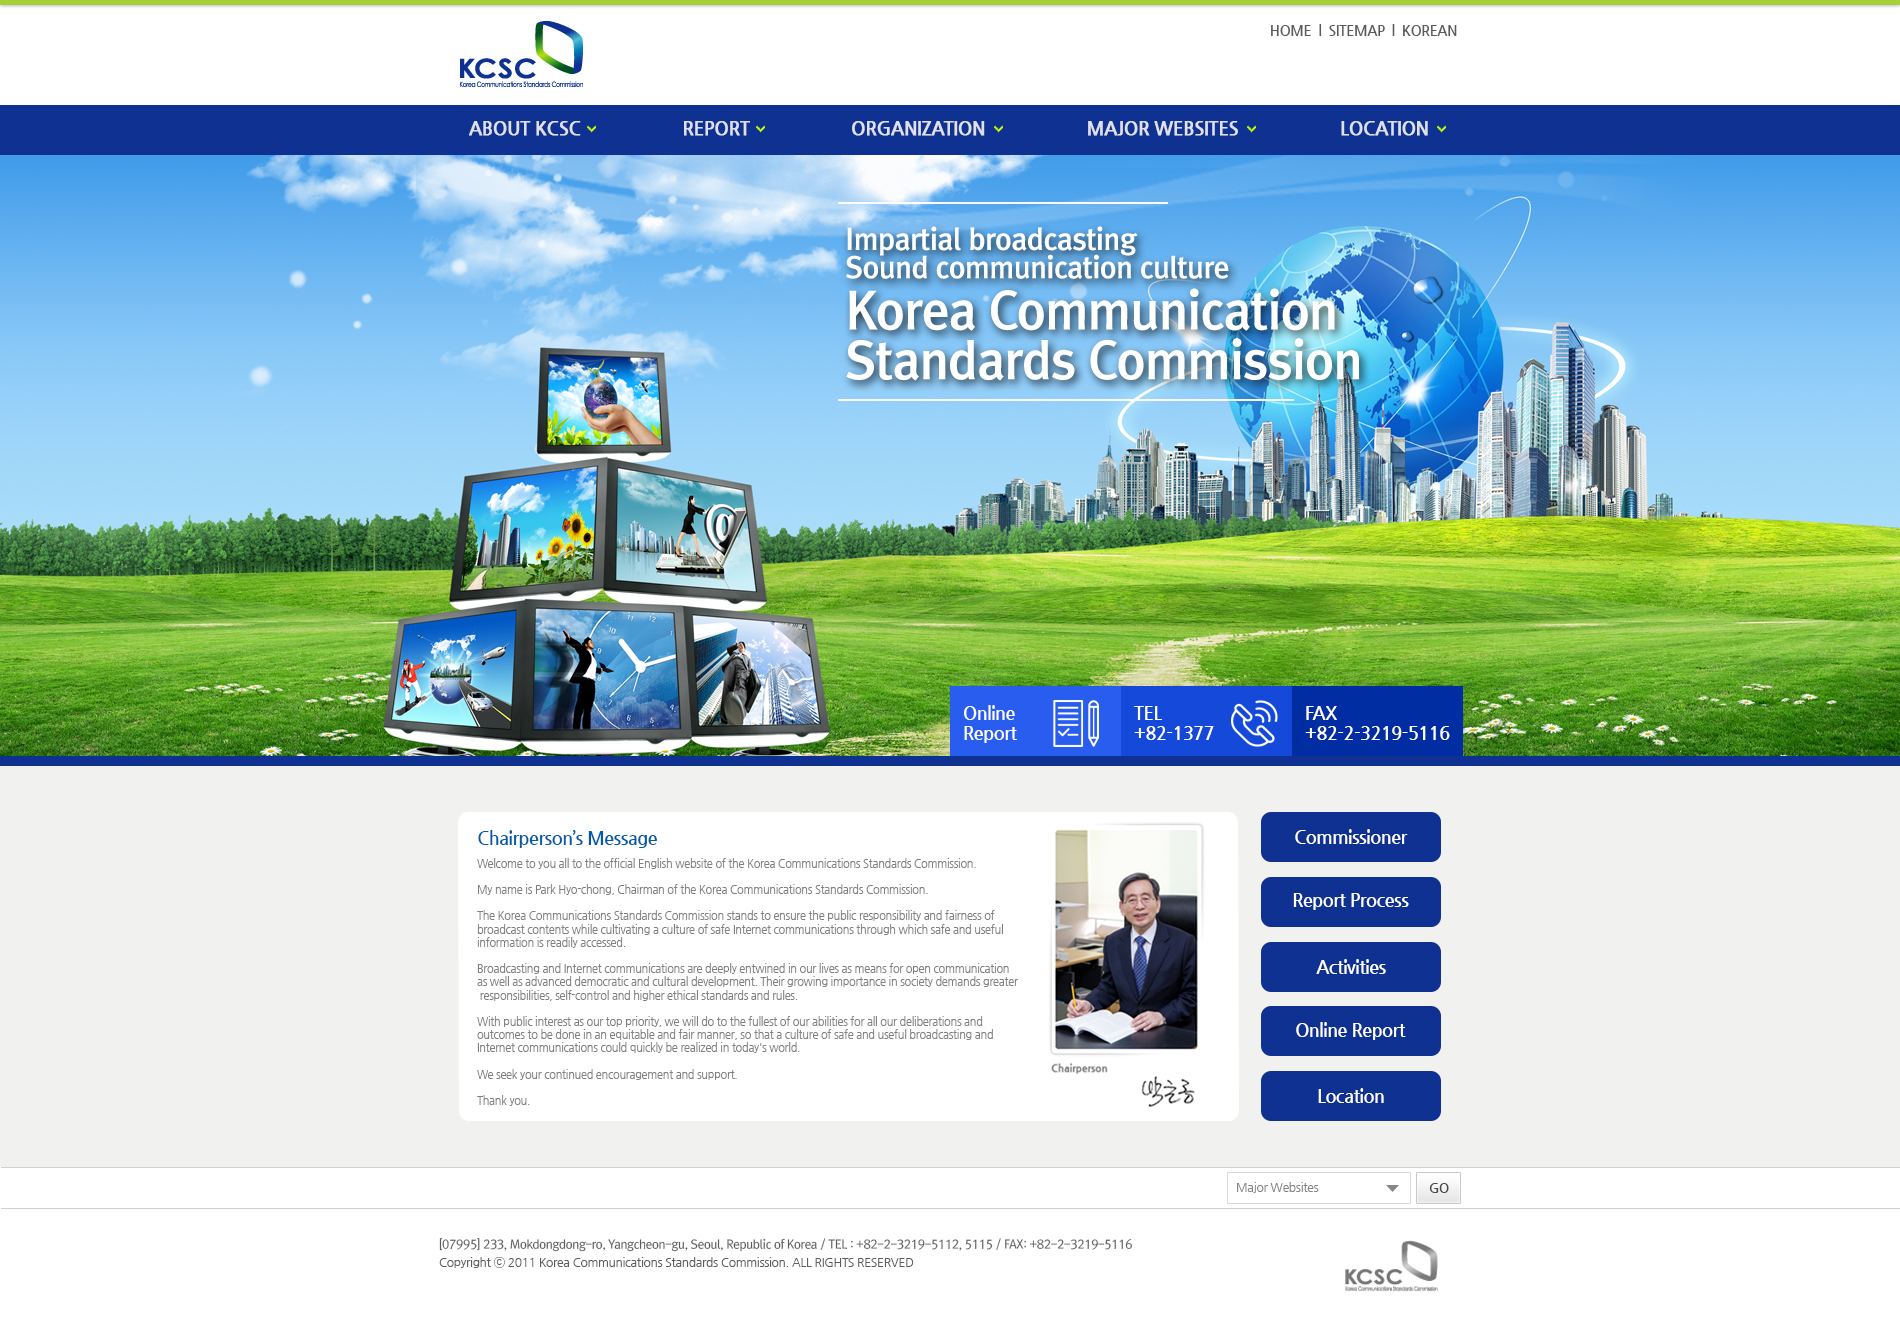 KCSC
Korea Communications Standards Commission
HOME | SITEMAP | KOREAN
ABOUT KCSC
REPORT
ORGANIZATION
MAJOR WEBSITES
LOCATION
Impartial broadcasting
Sound communication culture
Korea Communication
Standards Commission
Online
Report
TEL
+82-1377
FAX
+82-2-3219-5116
Chairperson's Message
Welcome to you all to the official English website of the Korea Communications Standards Commission.
My name is Park Hyo-chong, Chairman of the Korea Communications Standards Commission.
The Korea Communications Standards Commission stands to ensure the public responsibility and fairness of
broadcast contents while cultivating a culture of safe Internet communications through which safe and useful
information is readily accessed.
Broadcasting and Internet communications are deeply entwined in our lives as means for open communication
as well as advanced democratic and cultural development. Their growing importance in society demands greater
responsibilities, self-control and higher ethical standards and rules.
With public interest as our top priority, we will do to the fullest of our abilities for all our deliberations and
outcomes to be done in an equitable and fair manner, so that a culture of safe and useful broadcasting and
Internet communications could quickly be realized in today's world.
We seek your continued encouragement and support.
Thank you.
Chairperson
Commissioner
Report Process
Activities
Online Report
Location
Major Websites
GO
[07995] 233, Mokdongdong-ro, Yangcheon-gu, Seoul, Republic of Korea / TEL : +82-2-3219-5112, 5115 / FAX: +82-2-3219-5116
Copyright ⓒ 2011 Korea Communications Standards Commission. ALL RIGHTS RESERVED
KCSC
Korea Communications Standards Commission